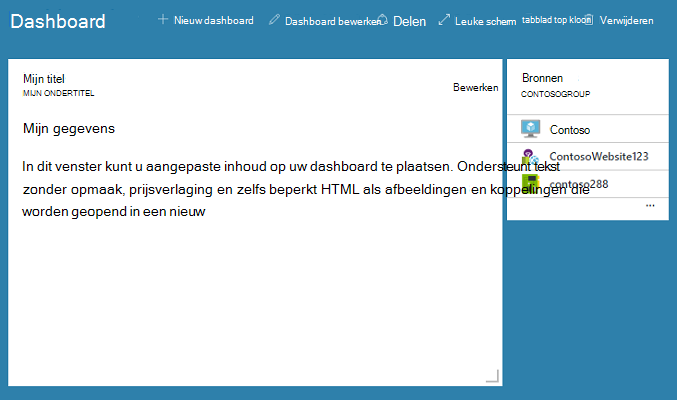 Dashboard
Nieuw dashboard
Dashboard bewerken
Delen
Leuke scherm
tabblad top kloon
Verwijderen
Mijn titel
MIJN ONDERTITEL
Bewerken
Mijn gegevens
In dit venster kunt u aangepaste inhoud op uw dashboard te plaatsen. Ondersteunt tekst
zonder opmaak, prijsverlaging en zelfs beperkt HTML als afbeeldingen en koppelingen die
worden geopend in een nieuw
Bronnen
CONTOSOGROUP
Contoso
ContosoWebsite123
contoso288
...